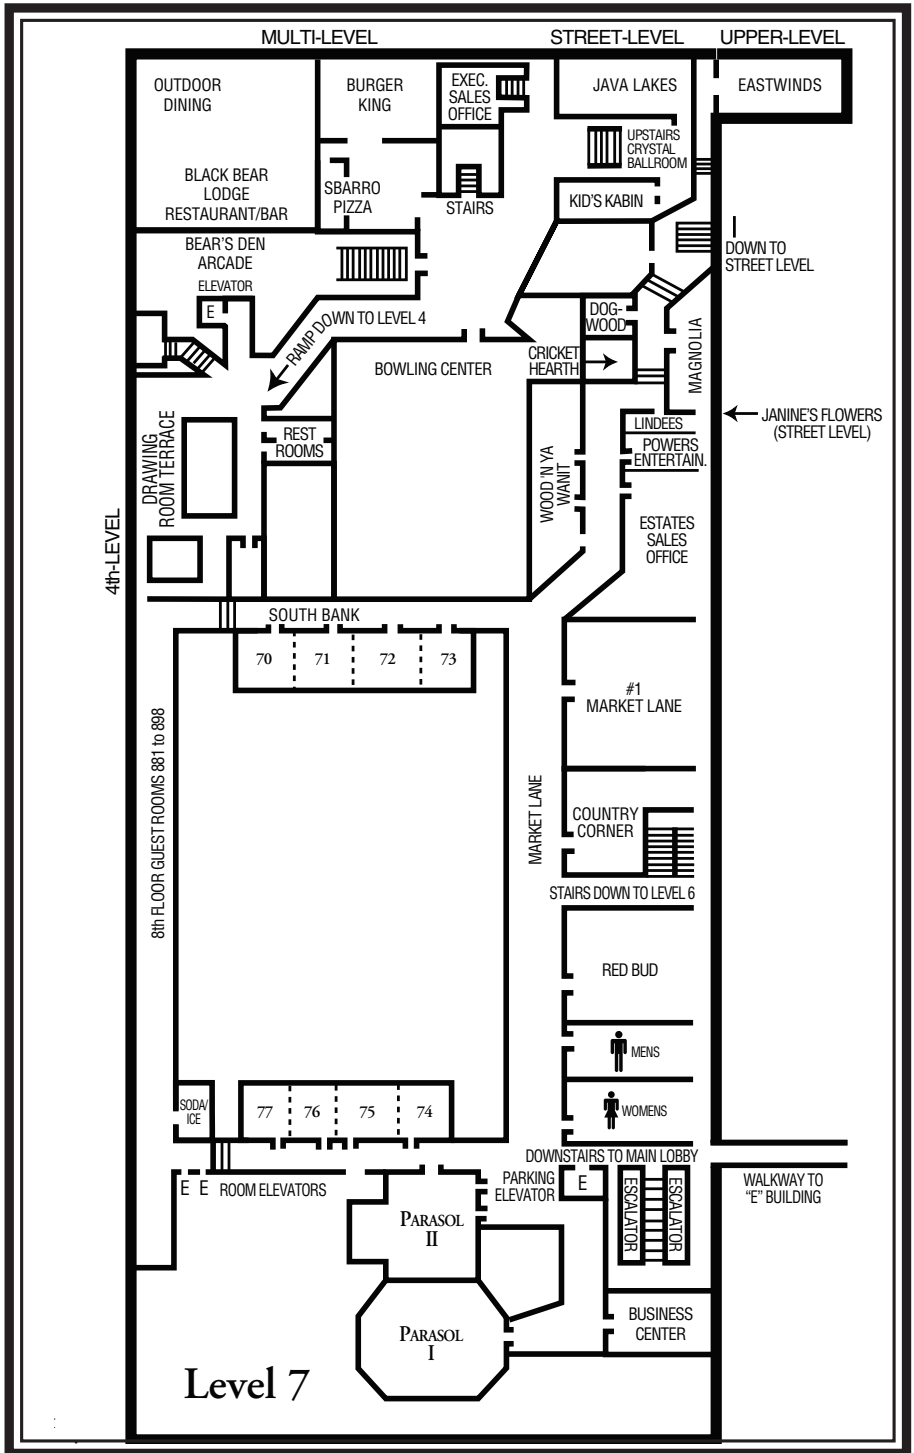 MULTI-LEVEL
STREET-LEVEL
UPPER-LEVEL
OUTDOOR
DINING
BURGER
KING
EXEC.
SALES
OFFICE
JAVA LAKES
EASTWINDS
UPSTAIRS
CRYSTAL
BALLROOM
BLACK BEAR
LODGE
RESTAURANT/BAR
SBARRO
PIZZA
STAIRS
KID'S KABIN
BEAR'S DEN
ARCADE
DOWN TO
STREET LEVEL
ELEVATOR
E
RAMP DOWN TO LEVEL 4
DOG-
WOOD
MAGNOLIA
BOWLING CENTER
CRICKET
HEARTH
JANINE'S FLOWERS
(STREET LEVEL)
LINDEES
POWERS
ENTERTAIN.
REST
ROOMS
DRAWING
ROOM TERRACE
WOOD 'N YA
WANIT
ESTATES
SALES
OFFICE
4th-LEVEL
SOUTH BANK
70
71
72
73
#1
MARKET LANE
8th FLOOR GUEST ROOMS 881 to 898
MARKET LANE
COUNTRY
CORNER
STAIRS DOWN TO LEVEL 6
RED BUD
MENS
WOMENS
SODA/
ICE
77
76
75
74
DOWNSTAIRS TO MAIN LOBBY
E E ROOM ELEVATORS
PARKING
ELEVATOR
E
ESCALATOR
ESCALATOR
WALKWAY TO
"E" BUILDING
PARASOL
II
PARASOL
I
BUSINESS
CENTER
Level 7